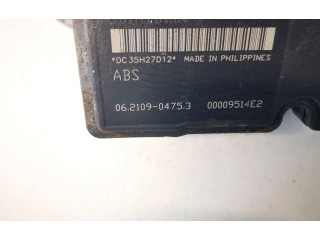 *DC35H27D12* MADE IN PHILIPPINES
ABS
06.2109-0475.3 00009514E2